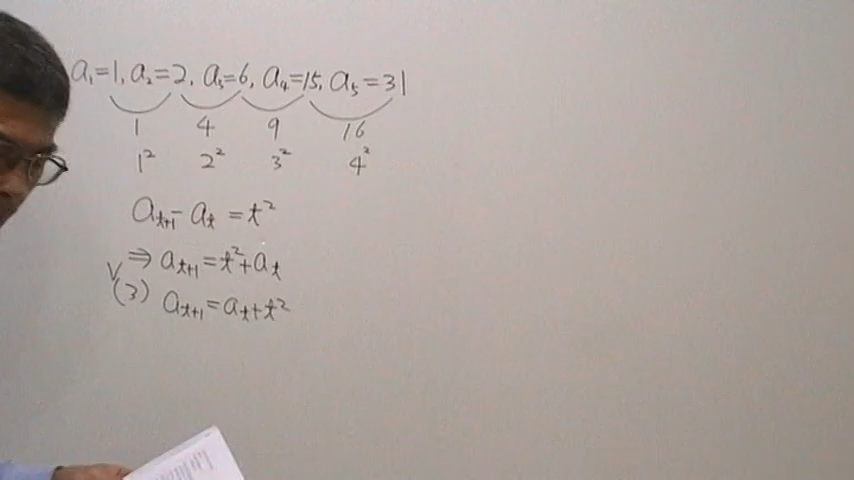 a₁=1, a₂=2, a₃=6, a₄=15, a₅=31
1 4 9 16
1² 2² 3² 4²
aₜ₊₁ - aₜ = t²
⇒ aₜ₊₁ = t² + aₜ
V (3) aₜ₊₁ = aₜ + t²